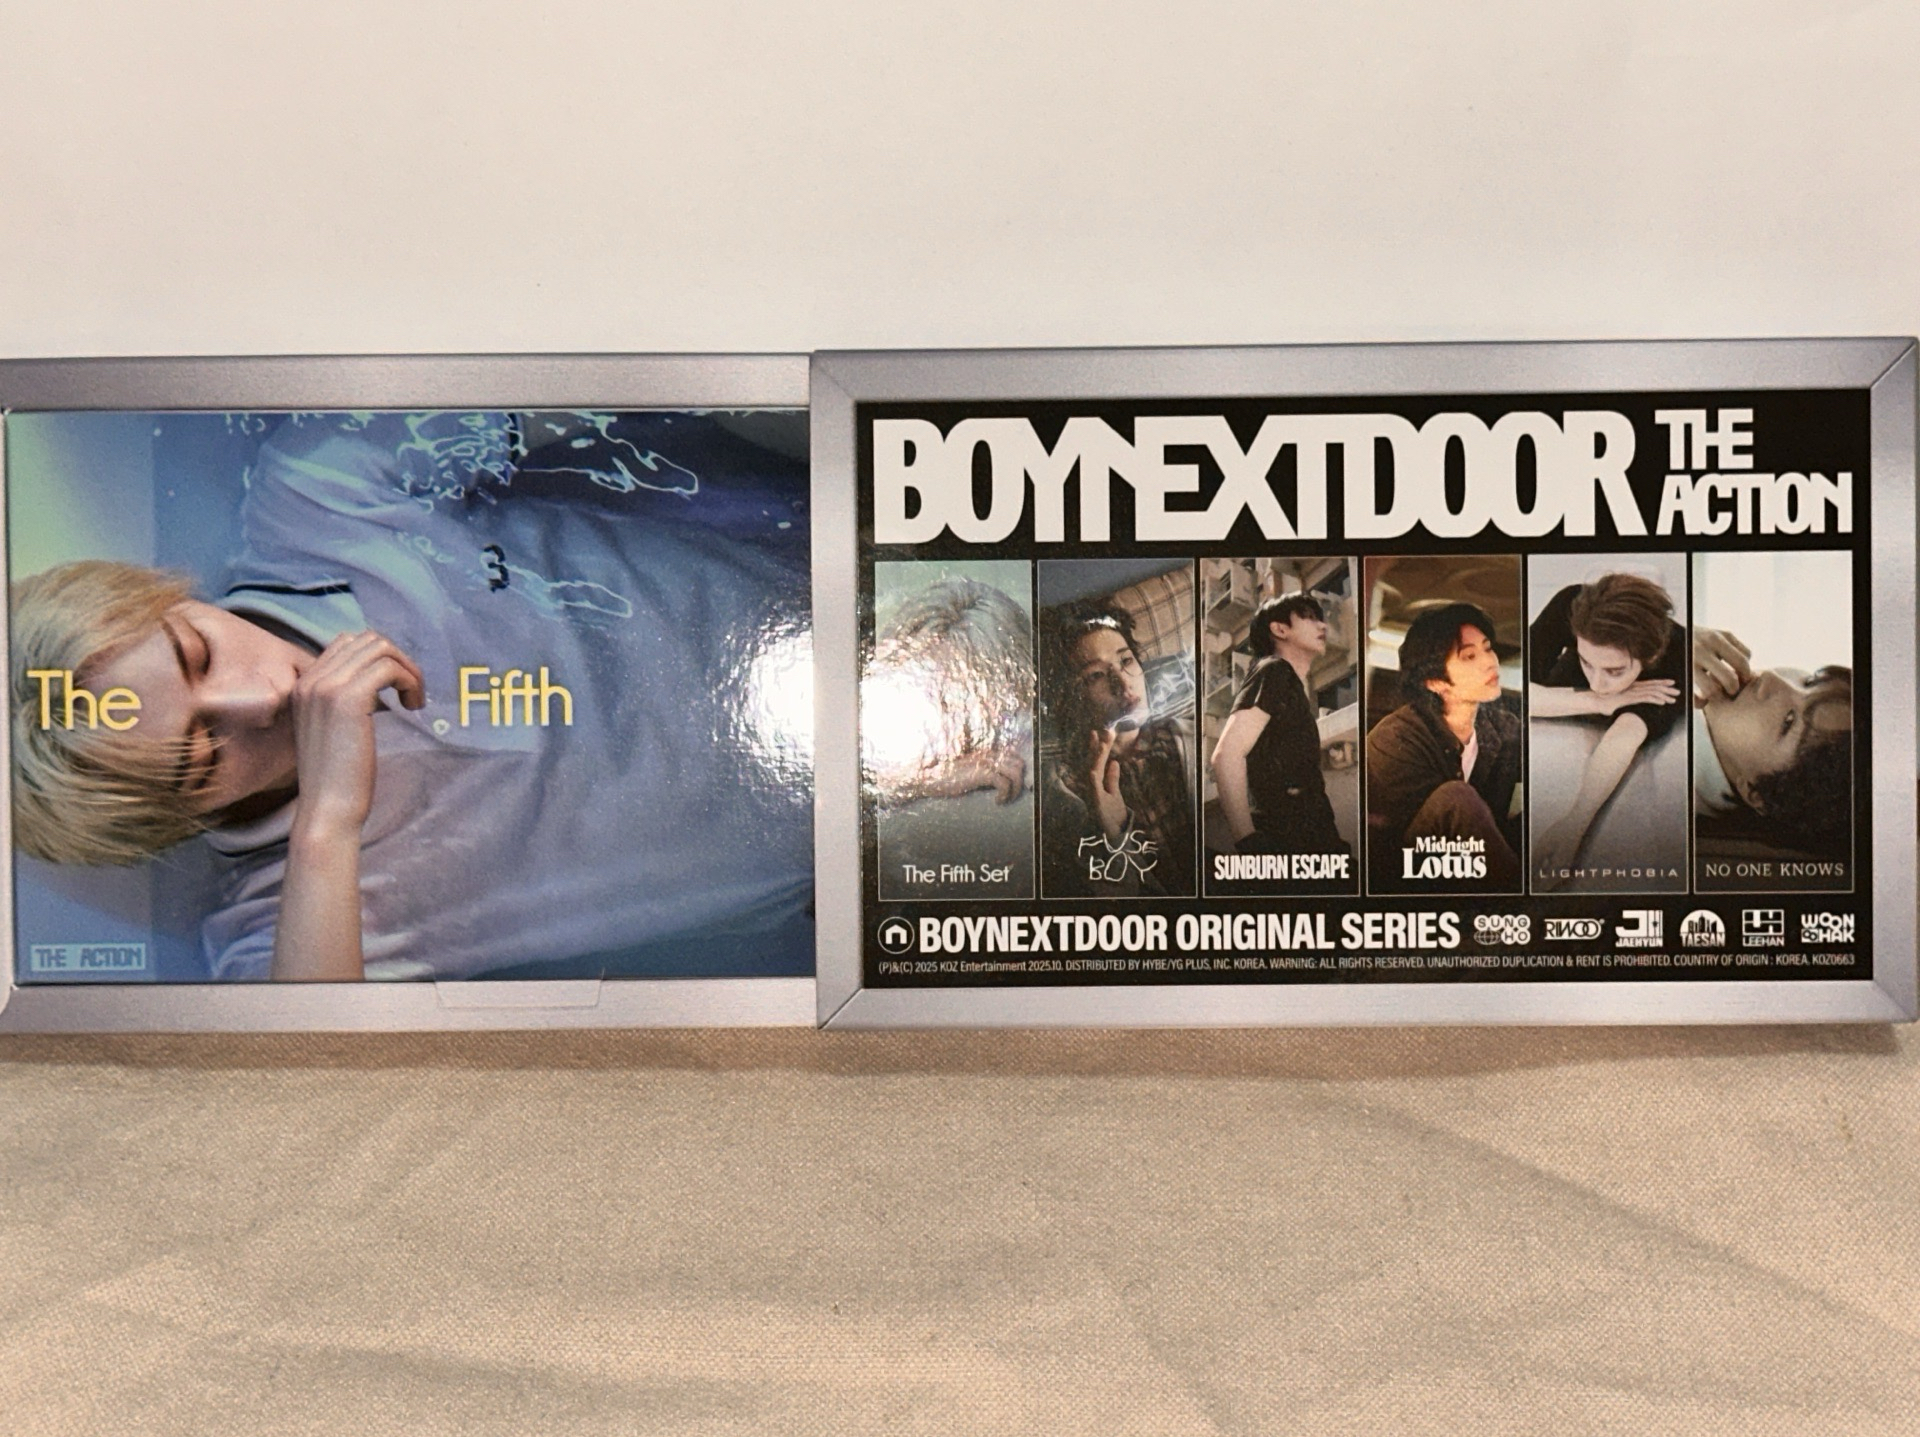 3
The Fifth
THE ACTION
BOYNEXTDOOR THE
ACTION
The Fifth Set
FUSE
BOY
SUNBURN ESCAPE
Midnight
Lotus
LIGHTPHOBIA
NO ONE KNOWS
BOYNEXTDOOR ORIGINAL SERIES
SUNG
HO
RIWOO
JH
JAEHYUN
TAESAN
LH
LEEHAN
WOON
HAK
(P)&(C) 2025 KOZ Entertainment 2025.10. DISTRIBUTED BY HYBE/YG PLUS, INC. KOREA. WARNING: ALL RIGHTS RESERVED. UNAUTHORIZED DUPLICATION & RENT IS PROHIBITED. COUNTRY OF ORIGIN : KOREA. KOZ0663